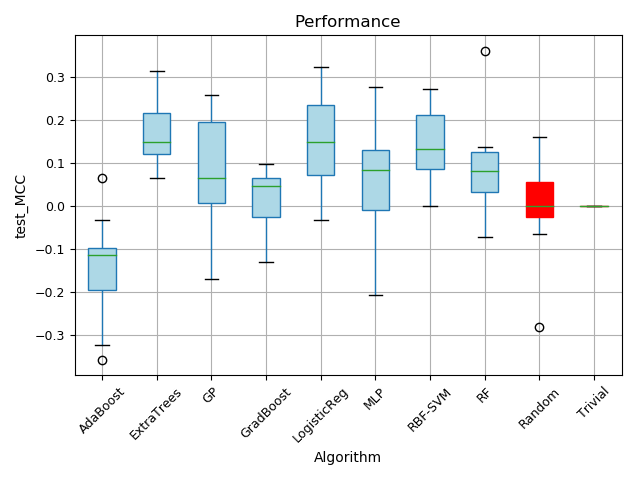 Performance
test_MCC
0.3
0.2
0.1
0.0
−0.1
−0.2
−0.3
AdaBoost
ExtraTrees
GP
GradBoost
LogisticReg
MLP
RBF-SVM
RF
Random
Trivial
Algorithm